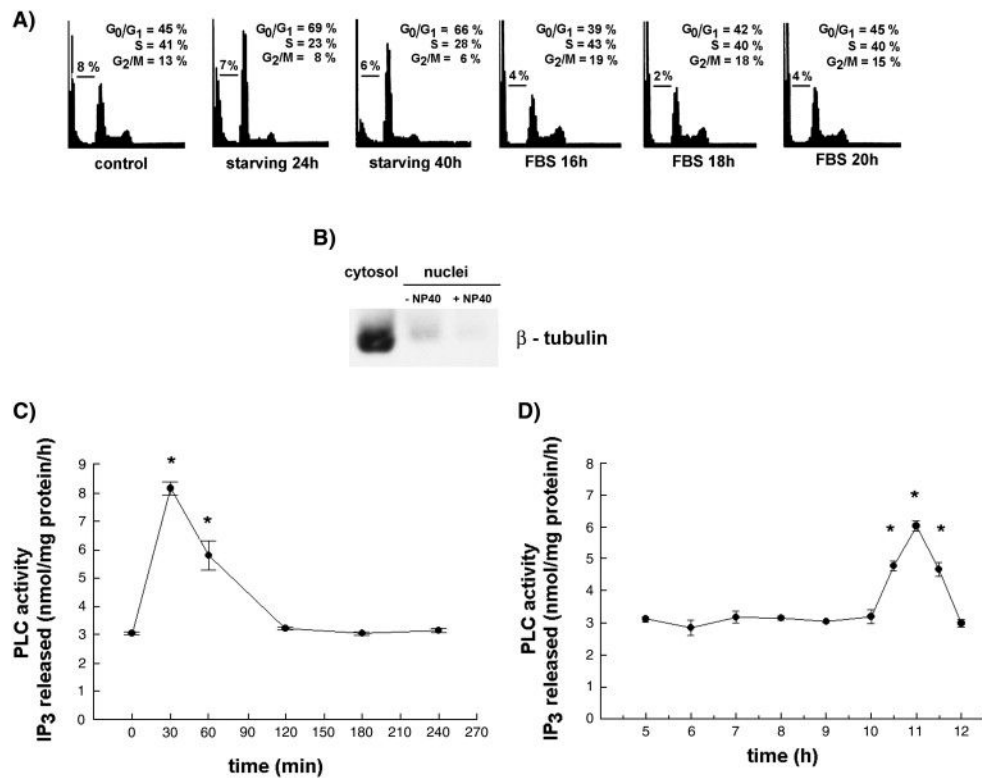 A)
G0/G1 = 45 %
S = 41 %
G2/M = 13 %
8 %
control
G0/G1 = 69 %
S = 23 %
G2/M = 8 %
7 %
starving 24h
G0/G1 = 66 %
S = 28 %
G2/M = 6 %
6 %
starving 40h
G0/G1 = 39 %
S = 43 %
G2/M = 19 %
4 %
FBS 16h
G0/G1 = 42 %
S = 40 %
G2/M = 18 %
2 %
FBS 18h
G0/G1 = 45 %
S = 40 %
G2/M = 15 %
4 %
FBS 20h
B)
cytosol nuclei
- NP40 + NP40
β - tubulin
C)
PLC activity
IP3 released (nmol/mg protein/h)
9
8
7
6
5
4
3
2
1
0
*
*
0 30 60 90 120 150 180 210 240 270
time (min)
D)
PLC activity
IP3 released (nmol/mg protein/h)
8
7
6
5
4
3
2
1
0
*
*
*
5 6 7 8 9 10 11 12
time (h)